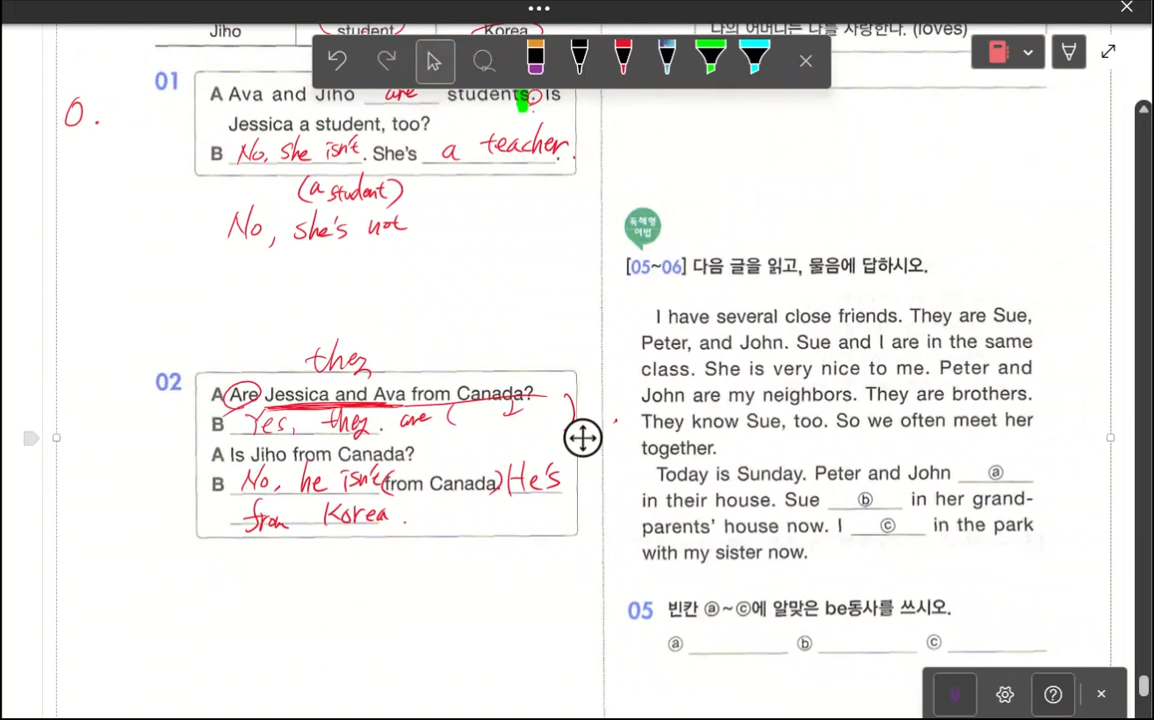 Jiho student Korea
나의 어머니는 나를 사랑한다. (loves)
01
O.
A Ava and Jiho are students. Is ?
Jessica a student, too?
B No, she isn't. She's a teacher.
(a student)
No, she's not
they
02
A Are Jessica and Ava from Canada?
B Yes, they are (
A Is Jiho from Canada?
B No, he isn't (from Canada.) He's
from Korea.
독해형
어법
[05~06] 다음 글을 읽고, 물음에 답하시오.
I have several close friends. They are Sue,
Peter, and John. Sue and I are in the same
class. She is very nice to me. Peter and
John are my neighbors. They are brothers.
They know Sue, too. So we often meet her
together.
Today is Sunday. Peter and John ⓐ
in their house. Sue ⓑ in her grand-
parents' house now. I ⓒ in the park
with my sister now.
05 빈칸 ⓐ~ⓒ에 알맞은 be동사를 쓰시오.
ⓐ ⓑ ⓒ